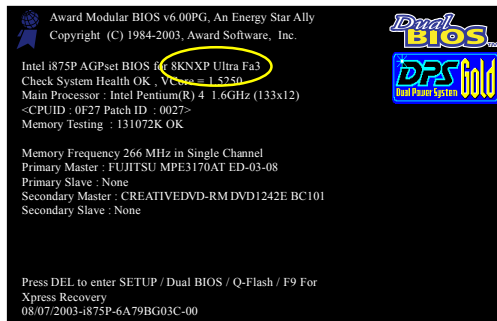 Award Modular BIOS v6.00PG, An Energy Star Ally
Copyright (C) 1984-2003, Award Software, Inc.
Dual
BIOS
Intel i875P AGPset BIOS for 8KNXP Ultra Fa3
Check System Health OK , VCore = 1.5250
Main Processor : Intel Pentium(R) 4 1.6GHz (133x12)
<CPUID : 0F27 Patch ID : 0027>
Memory Testing : 131072K OK
DPS Gold
Dual Power System
Memory Frequency 266 MHz in Single Channel
Primary Master : FUJITSU MPE3170AT ED-03-08
Primary Slave : None
Secondary Master : CREATIVEDVD-RM DVD1242E BC101
Secondary Slave : None
Press DEL to enter SETUP / Dual BIOS / Q-Flash / F9 For
Xpress Recovery
08/07/2003-i875P-6A79BG03C-00